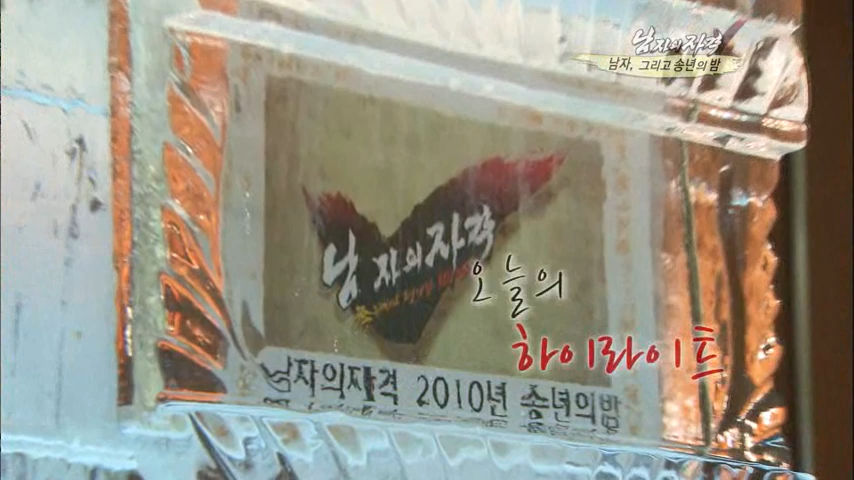 남자의자격
남자, 그리고 송년의 밤
남자의자격
오늘의
하이라이트
남자의자격 2010년 송년의밤